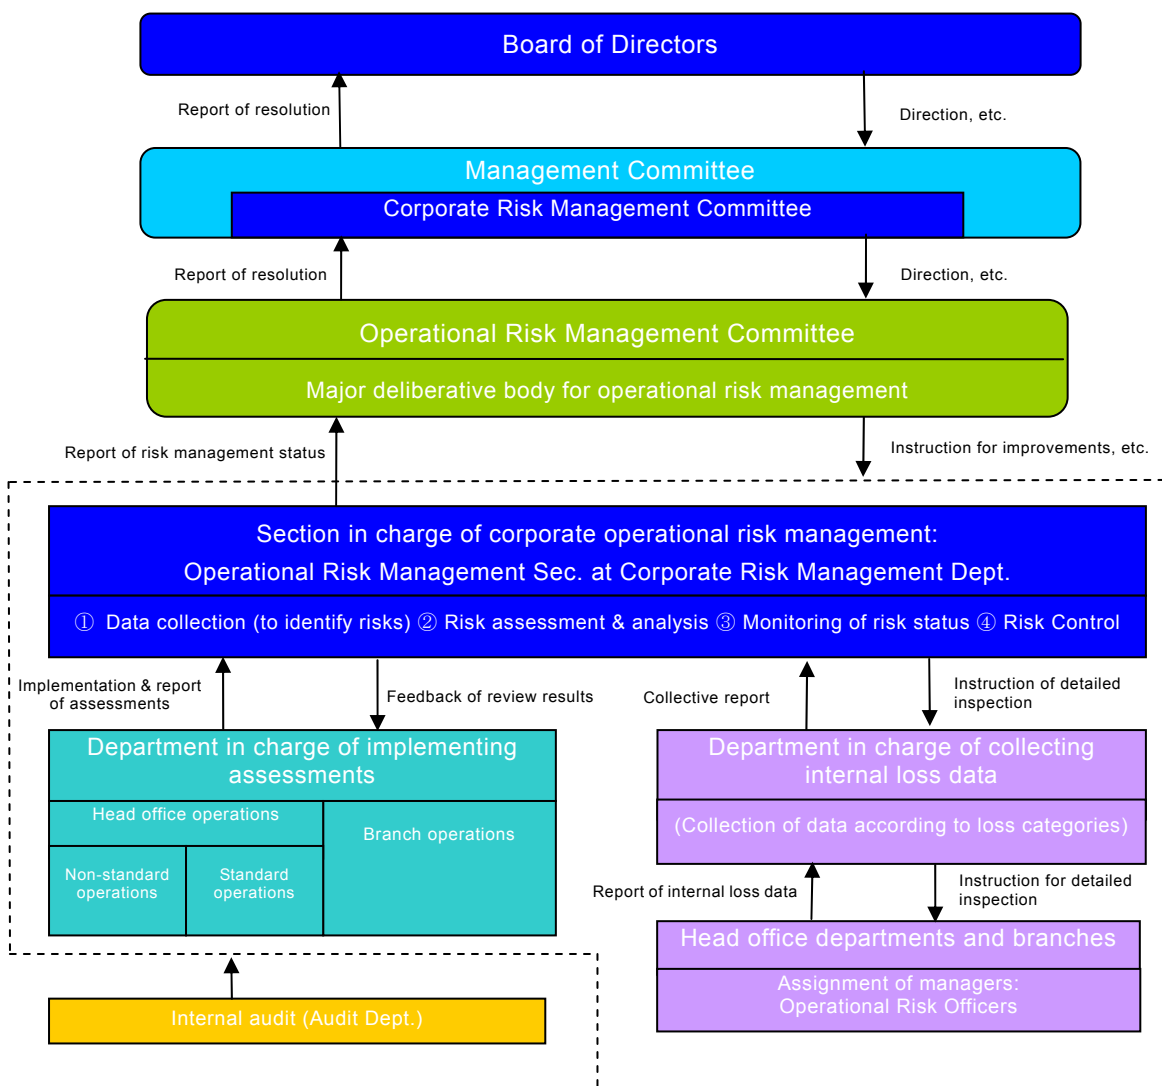 Board of Directors
Report of resolution
Direction, etc.
Management Committee
Corporate Risk Management Committee
Report of resolution
Direction, etc.
Operational Risk Management Committee
Major deliberative body for operational risk management
Report of risk management status
Instruction for improvements, etc.
Section in charge of corporate operational risk management:
Operational Risk Management Sec. at Corporate Risk Management Dept.
① Data collection (to identify risks) ② Risk assessment & analysis ③ Monitoring of risk status ④ Risk Control
Implementation & report
of assessments
Feedback of review results
Collective report
Instruction of detailed
inspection
Department in charge of implementing
assessments
Head office operations
Branch operations
Non-standard
operations
Standard
operations
Department in charge of collecting
internal loss data
(Collection of data according to loss categories)
Report of internal loss data
Instruction for detailed
inspection
Head office departments and branches
Assignment of managers:
Operational Risk Officers
Internal audit (Audit Dept.)